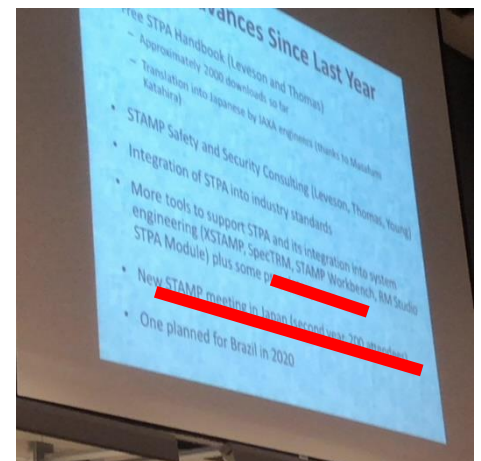 ances Since Last Year
ree STPA Handbook (Leveson and Thomas)
– Approximately 2000 downloads so far
– Translation into Japanese by JAXA engineers (thanks to Masafumi
Katahira)
• STAMP Safety and Security Consulting (Leveson, Thomas, Young)
• Integration of STPA into industry standards
• More tools to support STPA and its integration into system
engineering (XSTAMP, SpecTRM, STAMP Workbench, RM Studio
STPA Module) plus some
• New STAMP meeting in Japan (second year, 200 attendees)
• One planned for Brazil in 2020